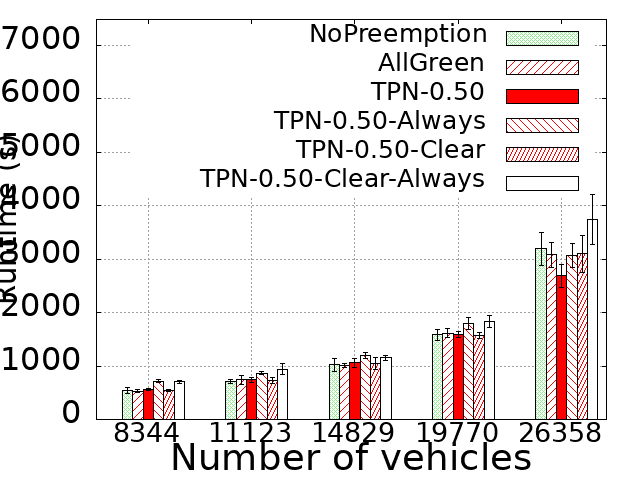 7000
6000
5000
4000
3000
2000
1000
0
Runtime (s)
NoPreemption
AllGreen
TPN-0.50
TPN-0.50-Always
TPN-0.50-Clear
TPN-0.50-Clear-Always
8344 11123 14829 19770 26358
Number of vehicles